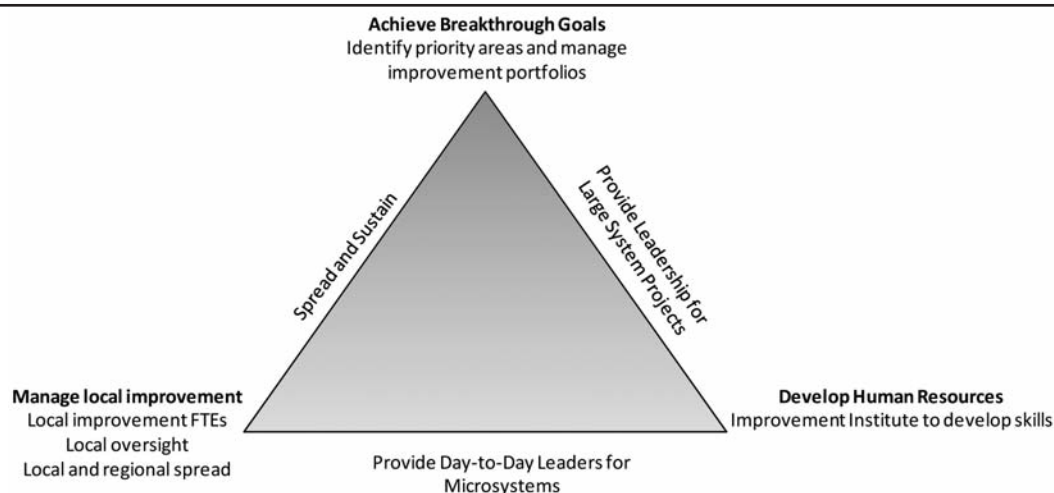 Achieve Breakthrough Goals
Identify priority areas and manage
improvement portfolios
Spread and Sustain
Provide Leadership for
Large System Projects
Manage local improvement
Local improvement FTEs
Local oversight
Local and regional spread
Develop Human Resources
Improvement Institute to develop skills
Provide Day-to-Day Leaders for
Microsystems